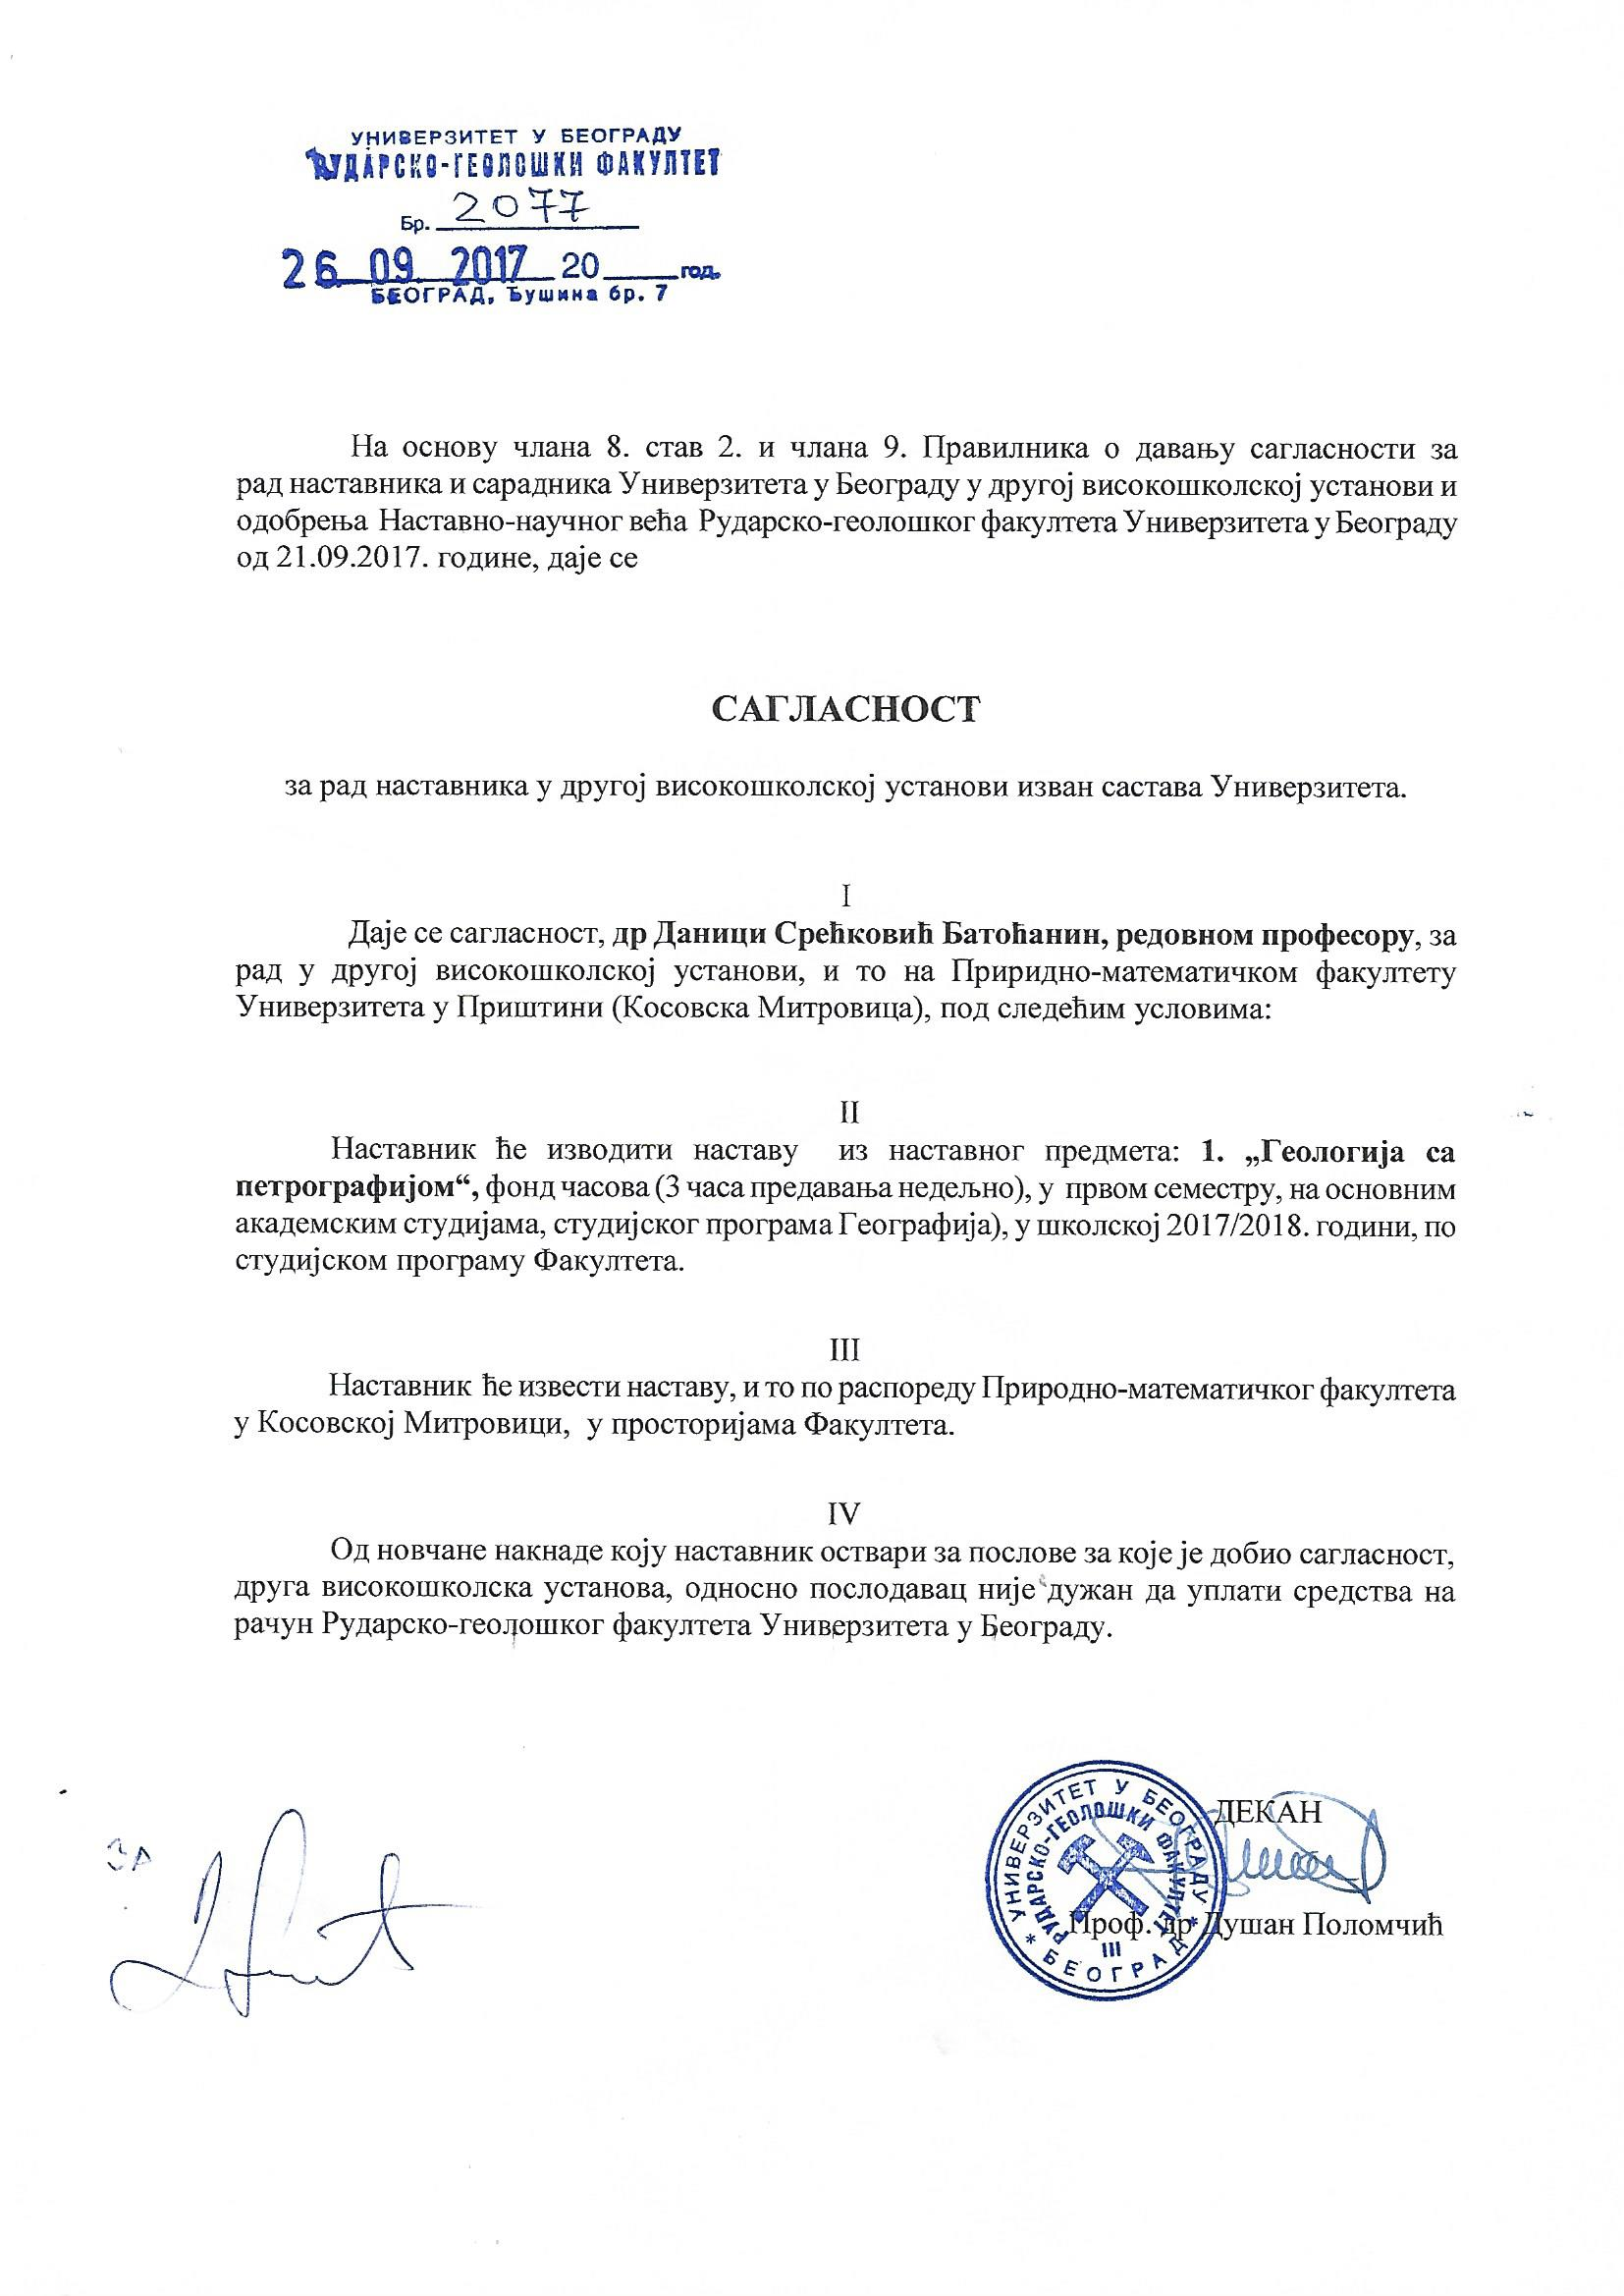 УНИВЕРЗИТЕТ У БЕОГРАДУ
РУДАРСКО-ГЕОЛОШКИ ФАКУЛТЕТ
Бр. 2077
26. 09. 2017 20 год.
БЕОГРАД, Ђушина бр. 7
На основу члана 8. став 2. и члана 9. Правилника о давању сагласности за
рад наставника и сарадника Универзитета у Београду у другој високошколској установи и
одобрења Наставно-научног већа Рударско-геолошког факултета Универзитета у Београду
од 21.09.2017. године, даје се
САГЛАСНОСТ
за рад наставника у другој високошколској установи изван састава Универзитета.
I
Даје се сагласност, др Даници Срећковић Батоћанин, редовном професору, за
рад у другој високошколској установи, и то на Приридно-математичком факултету
Универзитета у Приштини (Косовска Митровица), под следећим условима:
II
Наставник ће изводити наставу из наставног предмета: 1. „Геологија са
петрографијом“, фонд часова (3 часа предавања недељно), у првом семестру, на основним
академским студијама, студијског програма Географија), у школској 2017/2018. години, по
студијском програму Факултета.
III
Наставник ће извести наставу, и то по распореду Природно-математичког факултета
у Косовској Митровици, у просторијама Факултета.
IV
Од новчане накнаде коју наставник оствари за послове за које је добио сагласност,
друга високошколска установа, односно послодавац није дужан да уплати средства на
рачун Рударско-геолошког факултета Универзитета у Београду.
ДЕКАН
Проф. др Душан Поломчић
УНИВЕРЗИТЕТ У БЕОГРАДУ
РУДАРСКО-ГЕОЛОШКИ ФАКУЛТЕТ
III
* БЕОГРАД *
ЗА